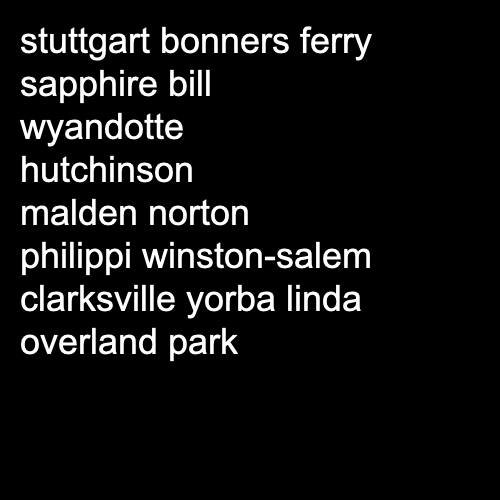 stuttgart bonners ferry
sapphire bill
wyandotte
hutchinson
malden norton
philippi winston-salem
clarksville yorba linda
overland park